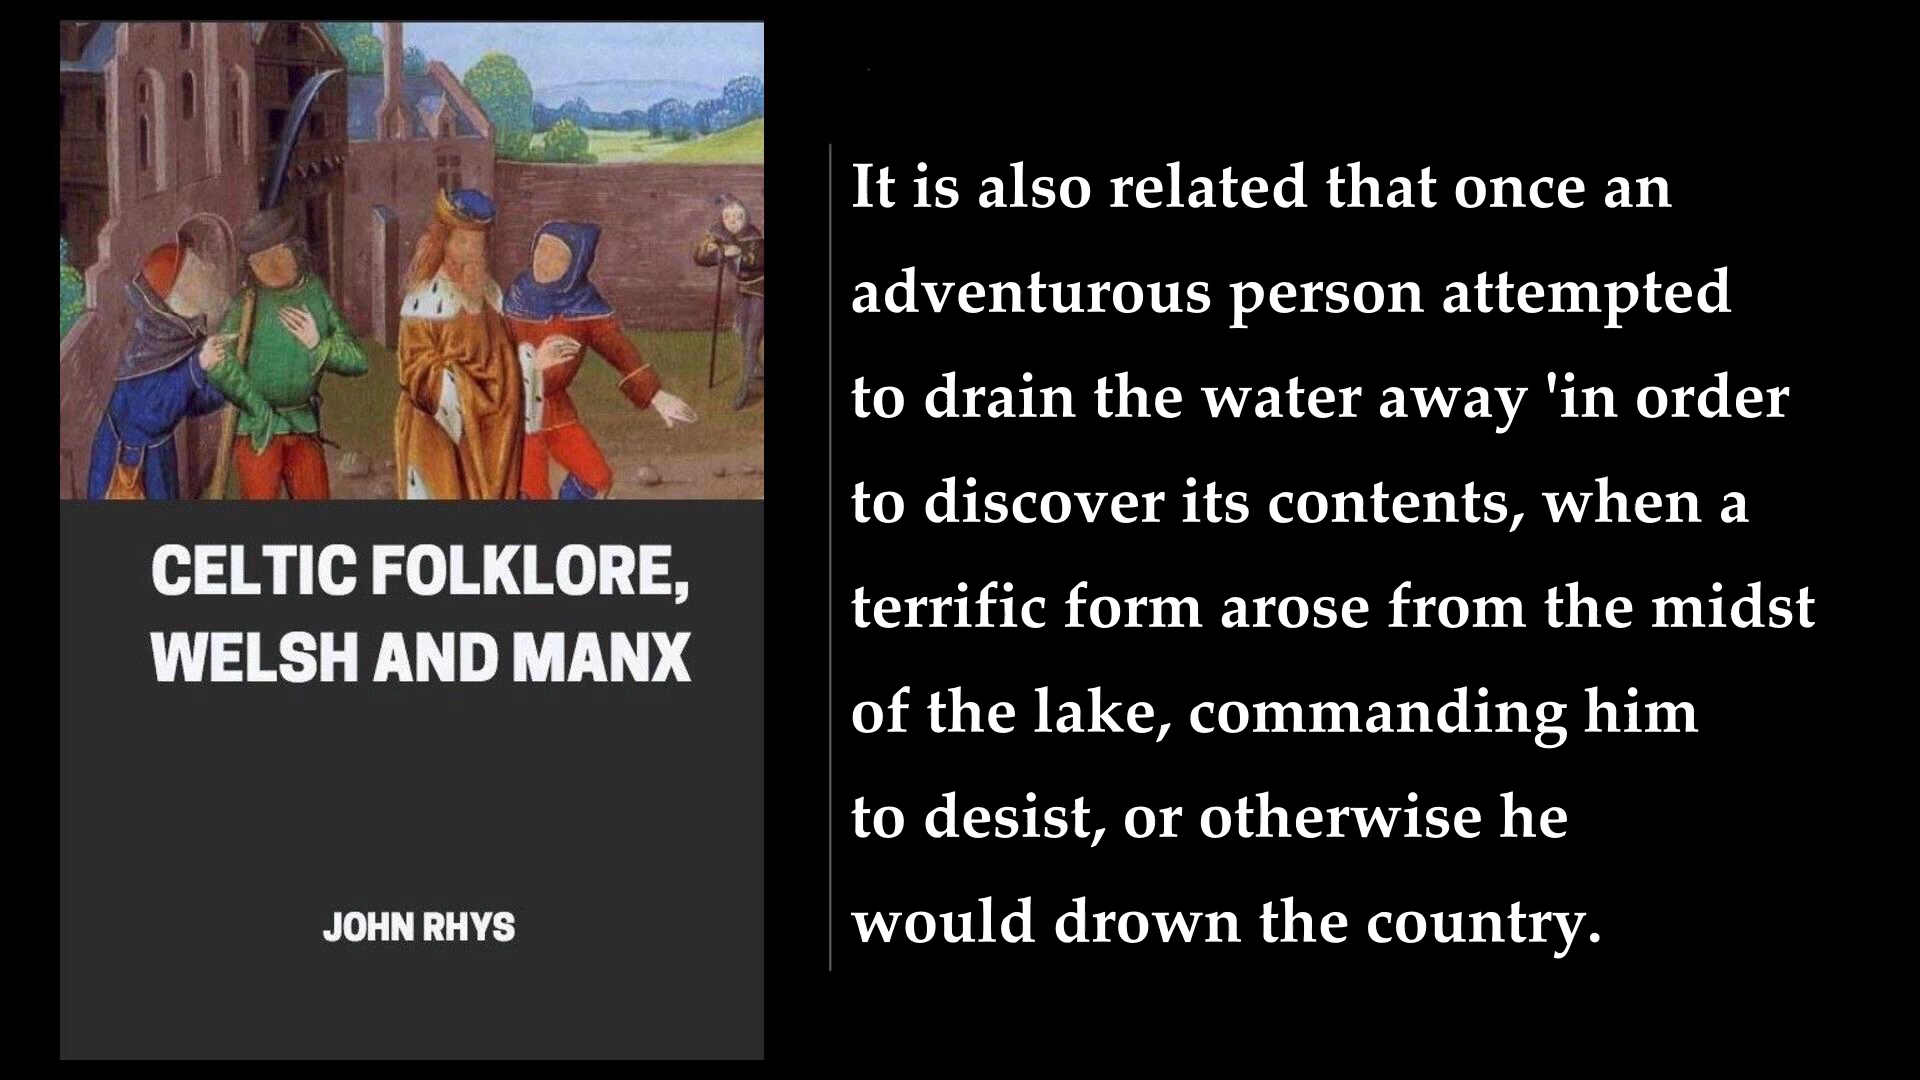 CELTIC FOLKLORE,
WELSH AND MANX
JOHN RHYS
It is also related that once an
adventurous person attempted
to drain the water away 'in order
to discover its contents, when a
terrific form arose from the midst
of the lake, commanding him
to desist, or otherwise he
would drown the country.